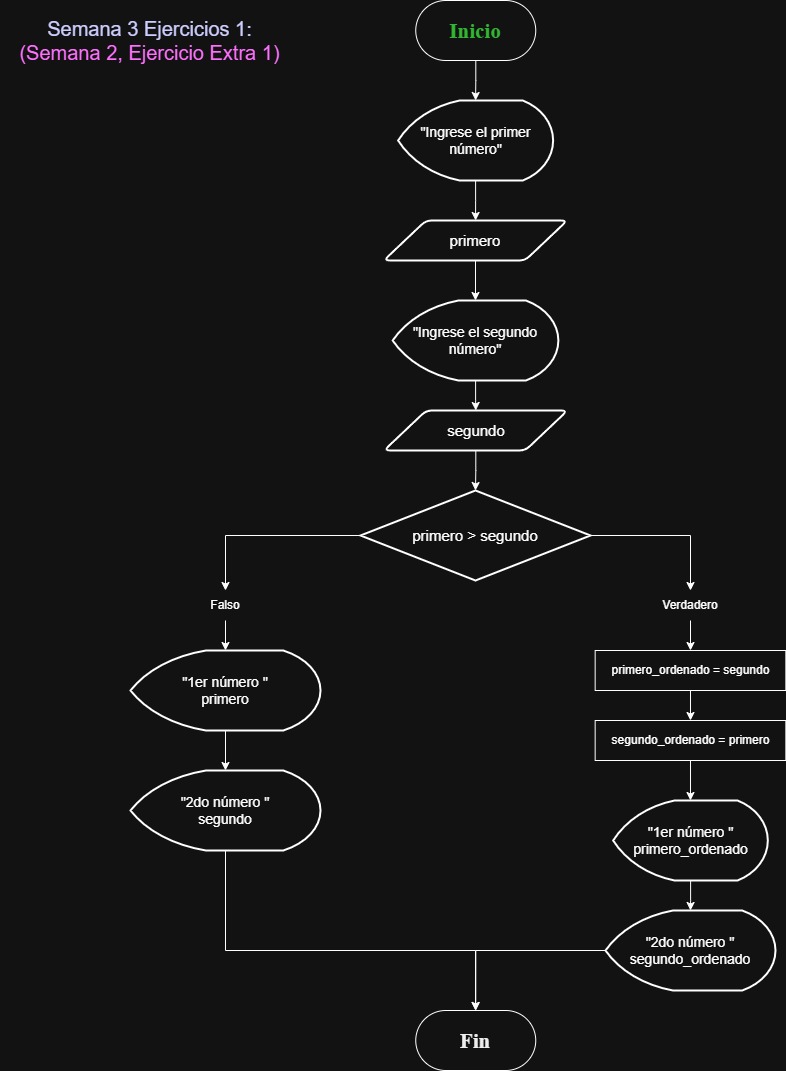 Semana 3 Ejercicios 1:
(Semana 2, Ejercicio Extra 1)
Inicio
"Ingrese el primer
número"
primero
"Ingrese el segundo
número"
segundo
primero > segundo
Falso
"1er número "
primero
"2do número "
segundo
Verdadero
primero_ordenado = segundo
segundo_ordenado = primero
"1er número "
primero_ordenado
"2do número "
segundo_ordenado
Fin